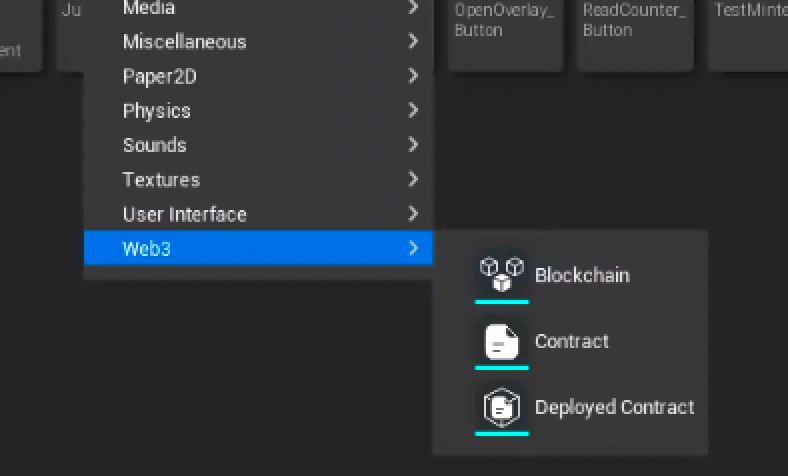 Media
Ju
OpenOverlay_
Button
ReadCounter_
Button
TestMinte
ent
Miscellaneous
Paper2D
Physics
Sounds
Textures
User Interface
Web3
Blockchain
Contract
Deployed Contract